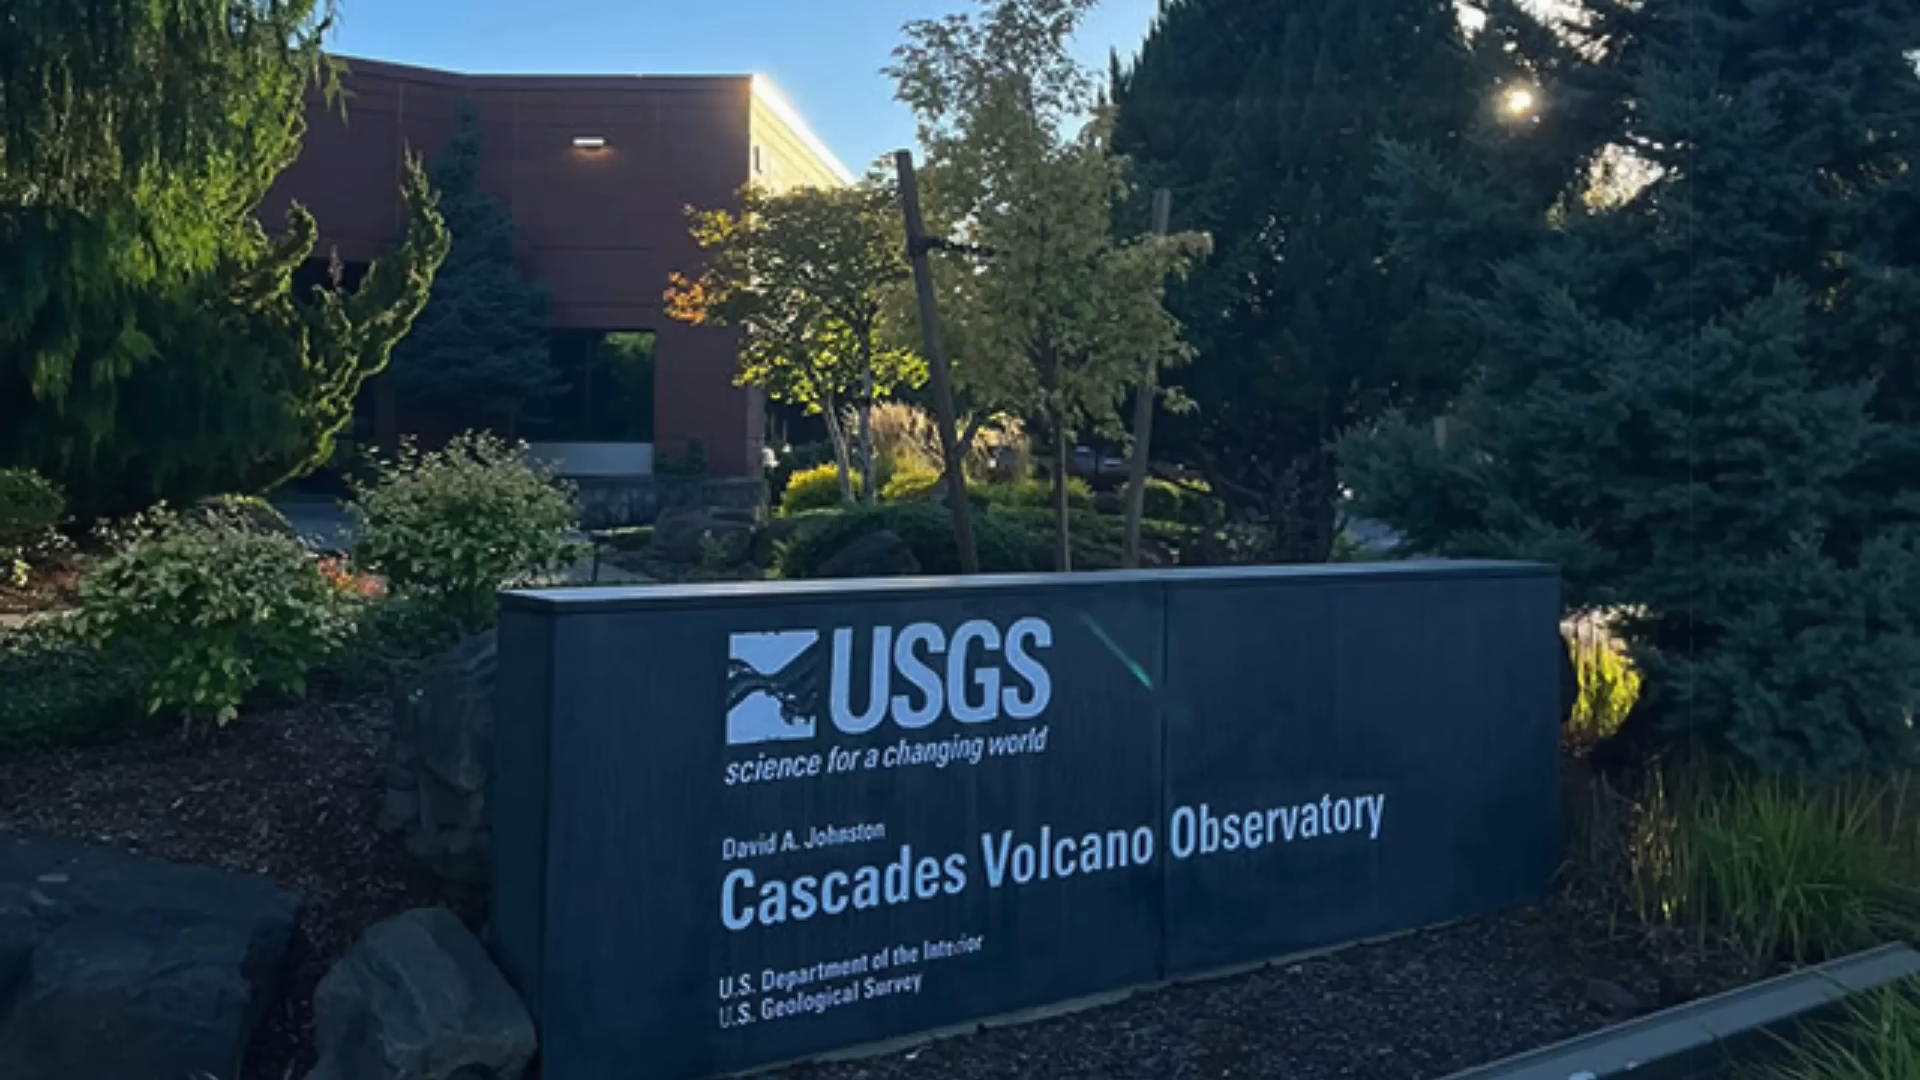 USGS
science for a changing world
David A. Johnston
Cascades Volcano Observatory
U.S. Department of the Interior
U.S. Geological Survey